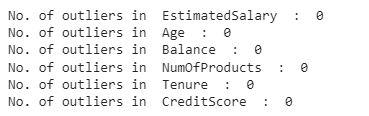 No. of outliers in  EstimatedSalary  :  0
No. of outliers in  Age  :  0
No. of outliers in  Balance  :  0
No. of outliers in  NumOfProducts  :  0
No. of outliers in  Tenure  :  0
No. of outliers in  CreditScore  :  0